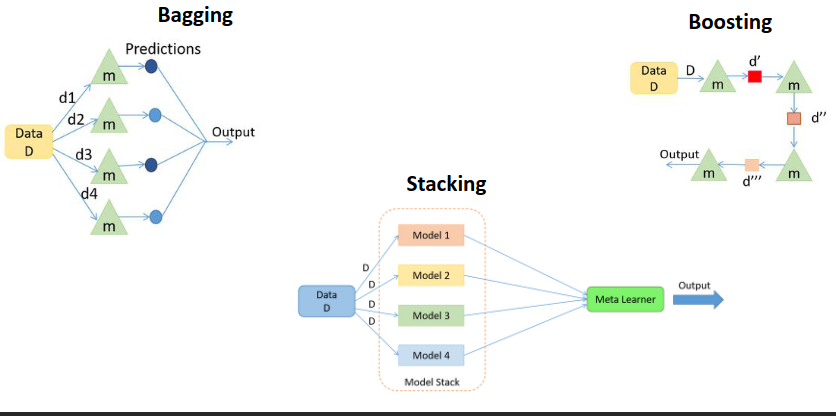 Bagging
Predictions
m
d1
m
d2
Data
D
Output
d3
m
d4
m
Boosting
Data
D
D
m
d'
m
d''
Output
m
d'''
m
Stacking
Model 1
D
Model 2
D
Data
D
D
Model 3
D
Model 4
Model Stack
Meta Learner
Output